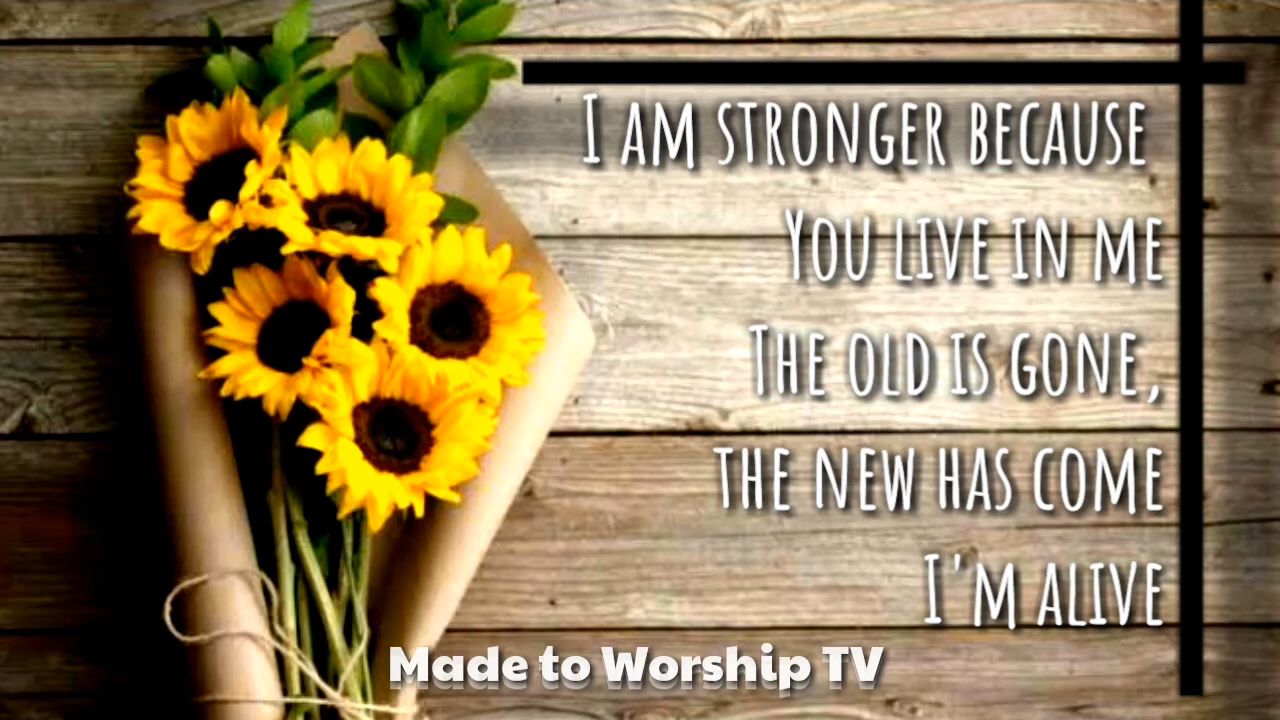 I am stronger because
You live in me
The old is gone,
the new has come
I'm alive
Made to Worship TV